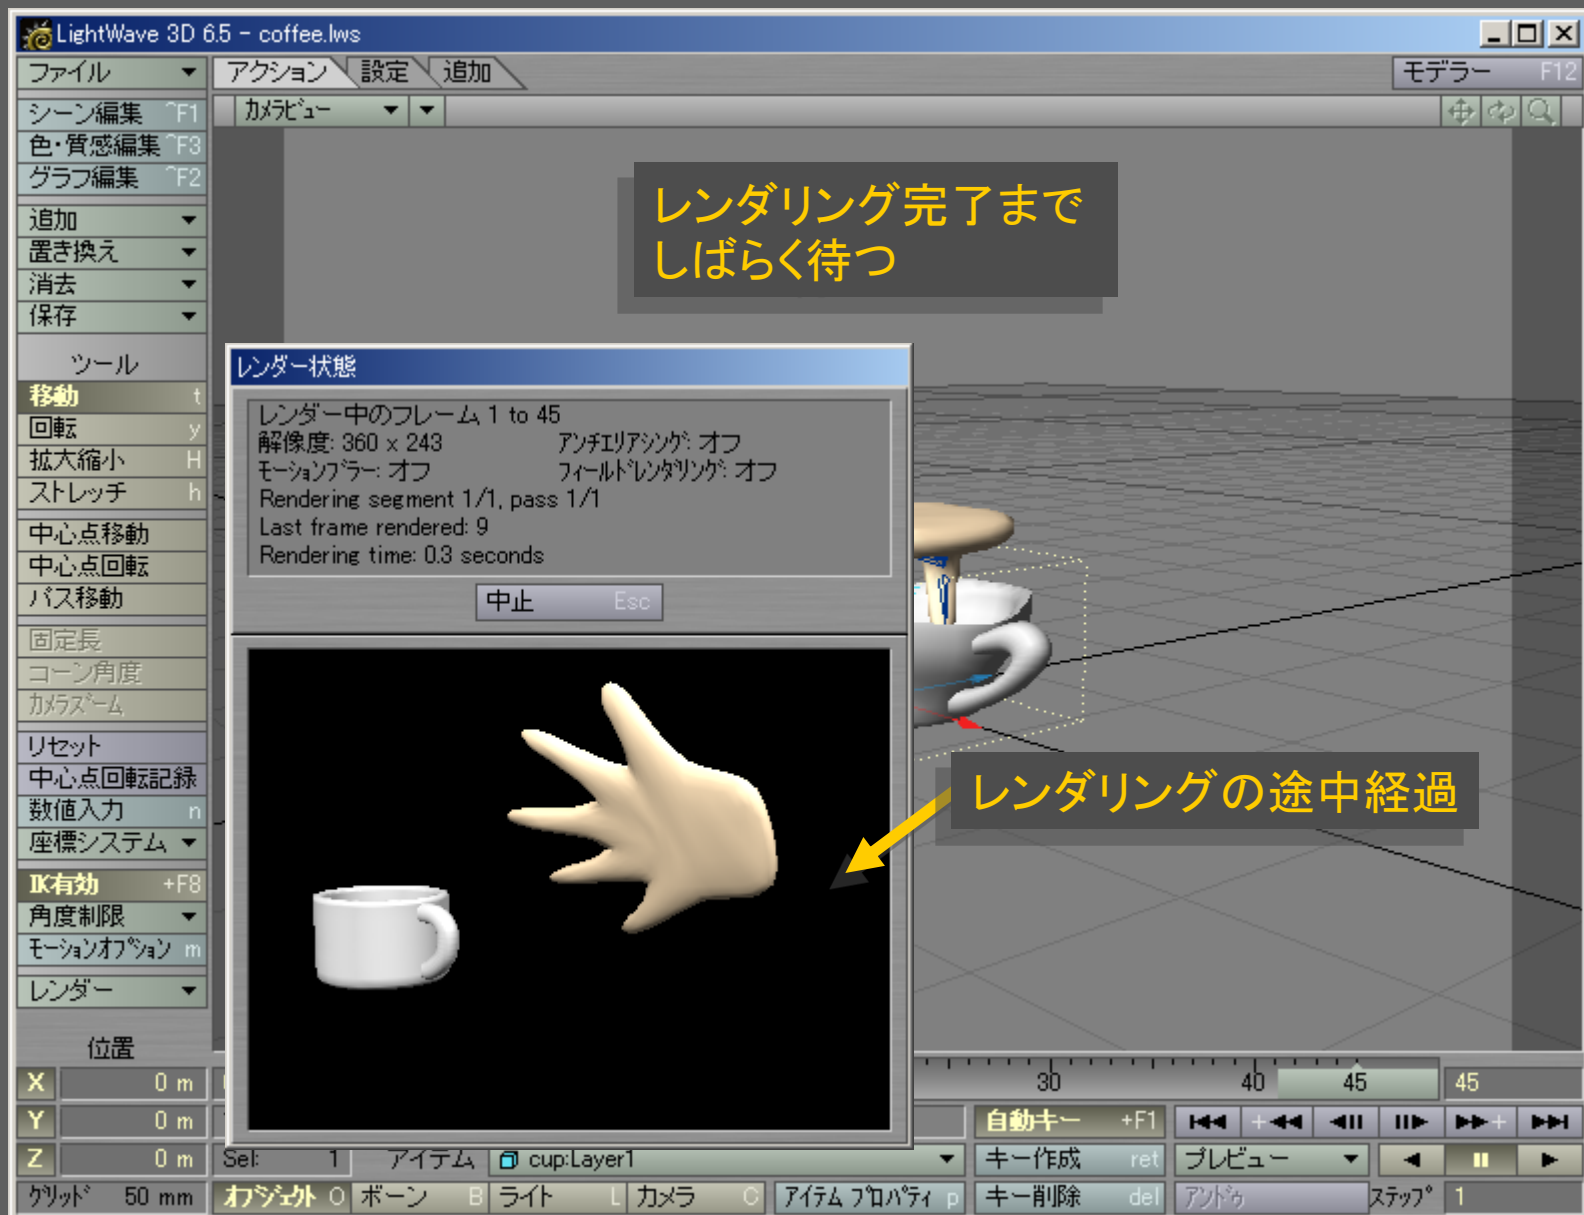 LightWave 3D 6.5 - coffee.lws
ファイル
アクション
設定
追加
モデラー F12
シーン編集 ^F1
カメラビュー
色・質感編集 ^F3
グラフ編集 ^F2
追加
置き換え
消去
保存
レンダリング完了まで
しばらく待つ
ツール
移動 t
回転 y
拡大縮小 H
ストレッチ h
中心点移動
中心点回転
パス移動
固定長
コーン角度
カメラズーム
リセット
中心点回転記録
数値入力 n
座標システム
IK有効 +F8
角度制限
モーションオプション m
レンダー
レンダー状態
レンダー中のフレーム 1 to 45
解像度: 360 x 243 アンチエリアシング: オフ
モーションブラー: オフ フィールドレンダリング: オフ
Rendering segment 1/1, pass 1/1
Last frame rendered: 9
Rendering time: 0.3 seconds
中止 Esc
レンダリングの途中経過
位置
X 0 m
30 40 45 45
Y 0 m
自動キー +F1
Z 0 m
Sel: 1 アイテム cup:Layer1
キー作成 ret
プレビュー
グリッド 50 mm
オブジェクト O ボーン B ライト L カメラ C アイテム プロパティ p キー削除 del アンドゥ ステップ 1